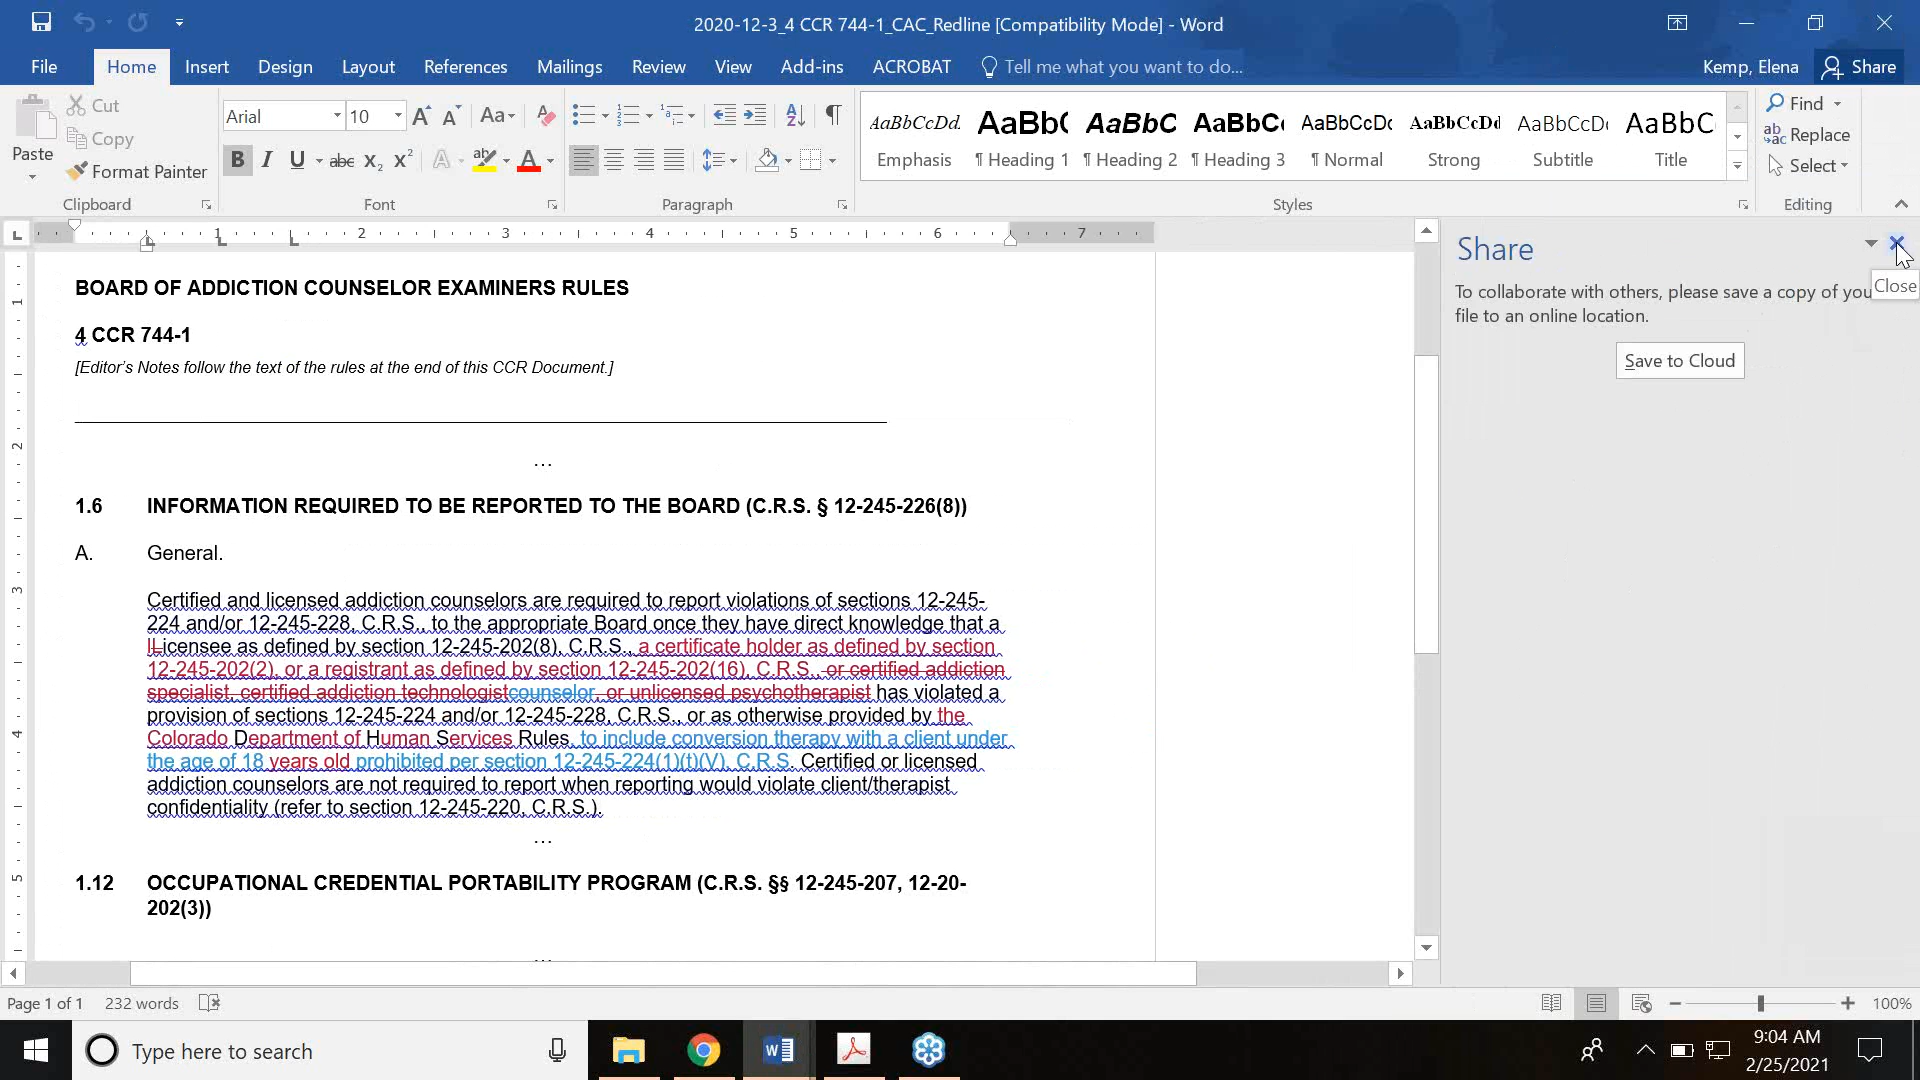 2020-12-3_4 CCR 744-1_CAC_Redline [Compatibility Mode] - Word
File Home Insert Design Layout References Mailings Review View Add-ins ACROBAT Tell me what you want to do... Kemp, Elena Share
Paste
Cut
Copy
Format Painter
Clipboard
Arial 10
Font
Paragraph
AaBbCcDd. AaBb( AaBbC AaBbCc AaBbCcDc AaBbCcDd AaBbCcD AaBbC
Emphasis ¶ Heading 1 ¶ Heading 2 ¶ Heading 3 ¶ Normal Strong Subtitle Title
Styles
Find
Replace
Select
Editing
1 2 3 4 5 6 7
BOARD OF ADDICTION COUNSELOR EXAMINERS RULES
4 CCR 744-1
[Editor's Notes follow the text of the rules at the end of this CCR Document.]
…
1.6 INFORMATION REQUIRED TO BE REPORTED TO THE BOARD (C.R.S. § 12-245-226(8))
A. General.
Certified and licensed addiction counselors are required to report violations of sections 12-245-
224 and/or 12-245-228, C.R.S., to the appropriate Board once they have direct knowledge that a
lLicensee as defined by section 12-245-202(8), C.R.S., a certificate holder as defined by section
12-245-202(2), or a registrant as defined by section 12-245-202(16), C.R.S., or certified addiction
specialist, certified addiction technologistcounselor, or unlicensed psychotherapist has violated a
provision of sections 12-245-224 and/or 12-245-228, C.R.S., or as otherwise provided by the
Colorado Department of Human Services Rules, to include conversion therapy with a client under
the age of 18 years old prohibited per section 12-245-224(1)(t)(V), C.R.S. Certified or licensed
addiction counselors are not required to report when reporting would violate client/therapist
confidentiality (refer to section 12-245-220, C.R.S.).
…
1.12 OCCUPATIONAL CREDENTIAL PORTABILITY PROGRAM (C.R.S. §§ 12-245-207, 12-20-
202(3))
…
1
2
3
4
5
Share
Close
To collaborate with others, please save a copy of you
file to an online location.
Save to Cloud
Page 1 of 1 232 words 100%
Type here to search
9:04 AM
2/25/2021